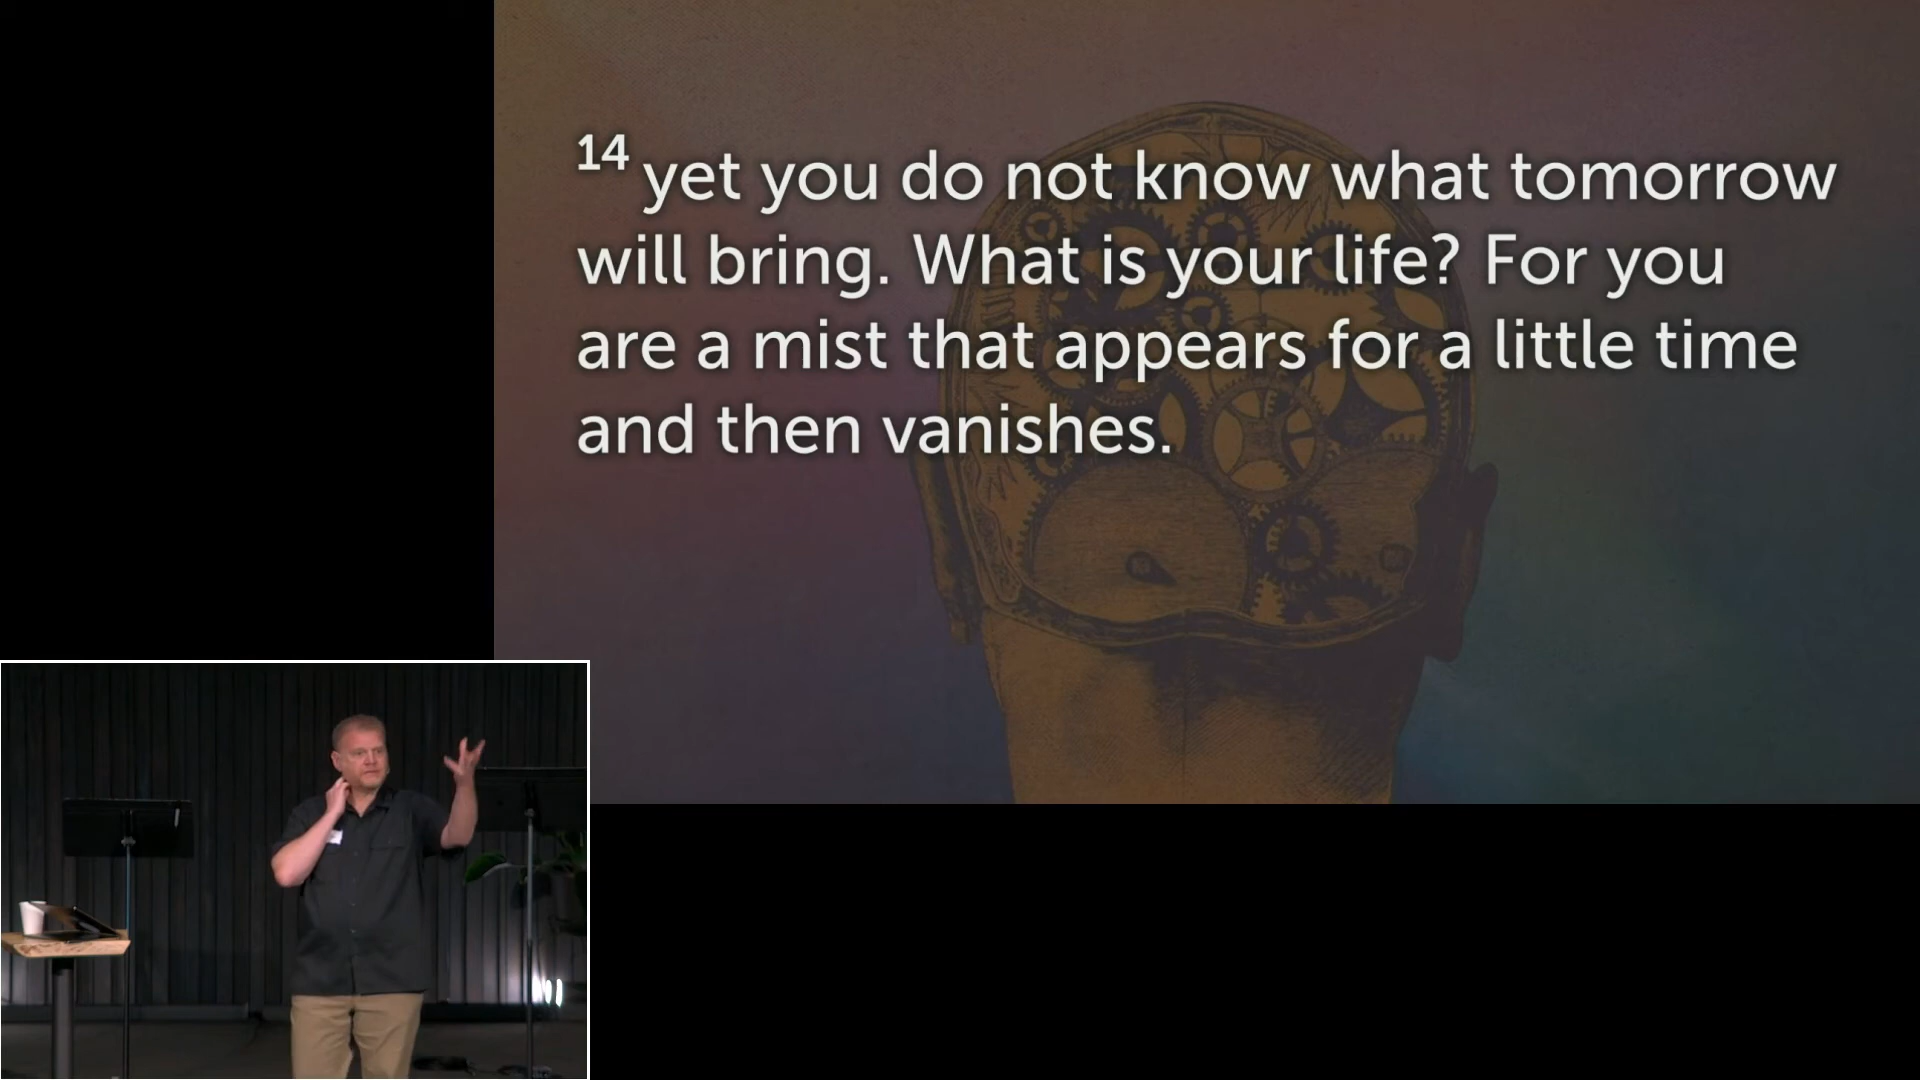 14 yet you do not know what tomorrow
will bring. What is your life? For you
are a mist that appears for a little time
and then vanishes.